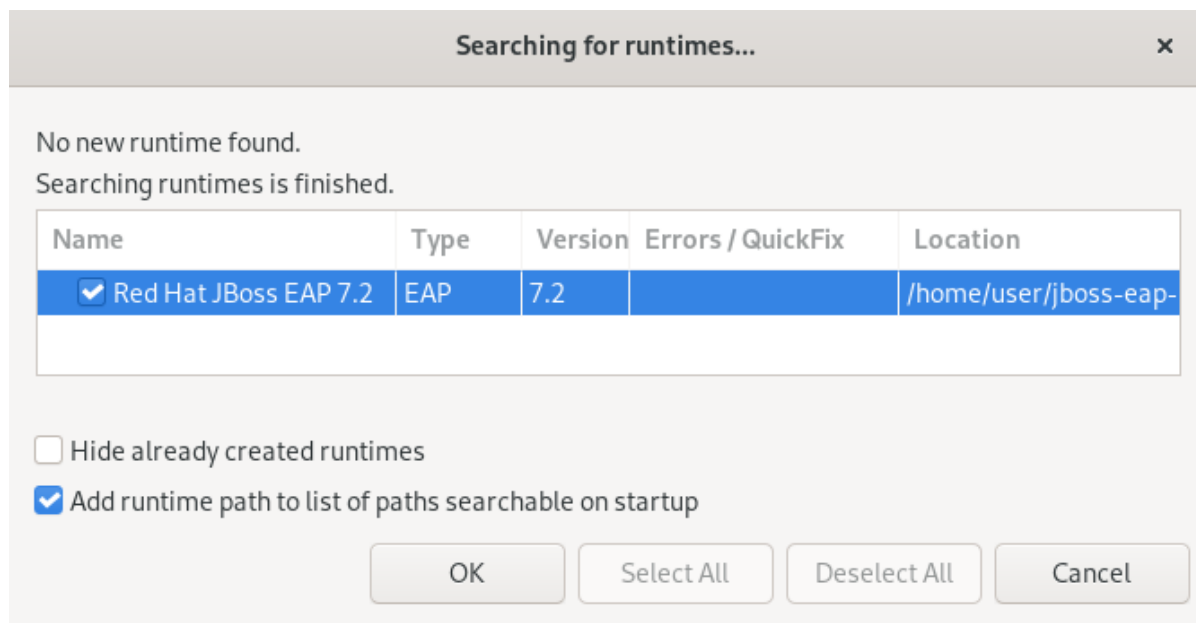 Searching for runtimes...
No new runtime found.
Searching runtimes is finished.
Name Type Version Errors / QuickFix Location
Red Hat JBoss EAP 7.2 EAP 7.2 /home/user/jboss-eap-
Hide already created runtimes
Add runtime path to list of paths searchable on startup
OK Select All Deselect All Cancel